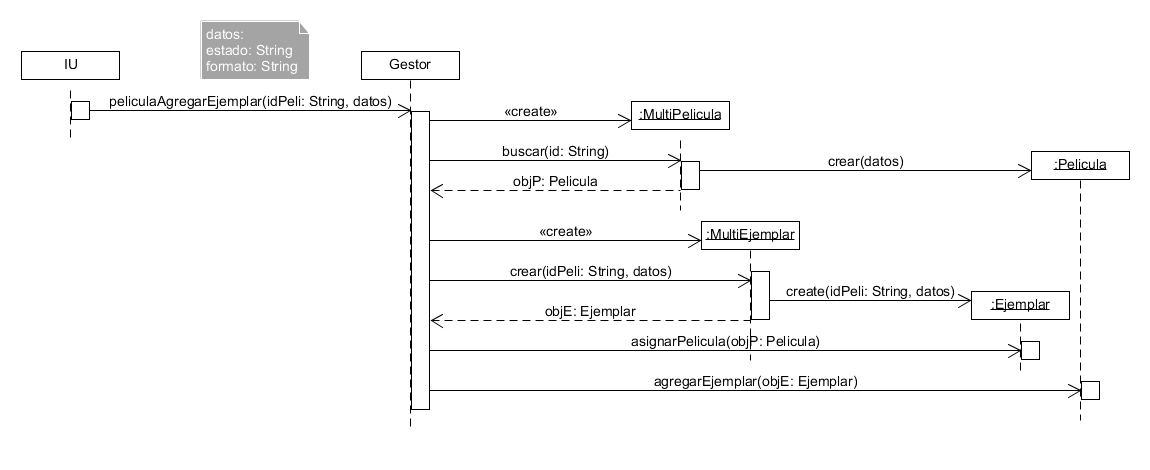 datos:
estado: String
formato: String
IU
Gestor
peliculaAgregarEjemplar(idPeli: String, datos)
«create»
:MultiPelicula
buscar(id: String)
crear(datos)
:Pelicula
objP: Pelicula
«create»
:MultiEjemplar
crear(idPeli: String, datos)
create(idPeli: String, datos)
:Ejemplar
objE: Ejemplar
asignarPelicula(objP: Pelicula)
agregarEjemplar(objE: Ejemplar)